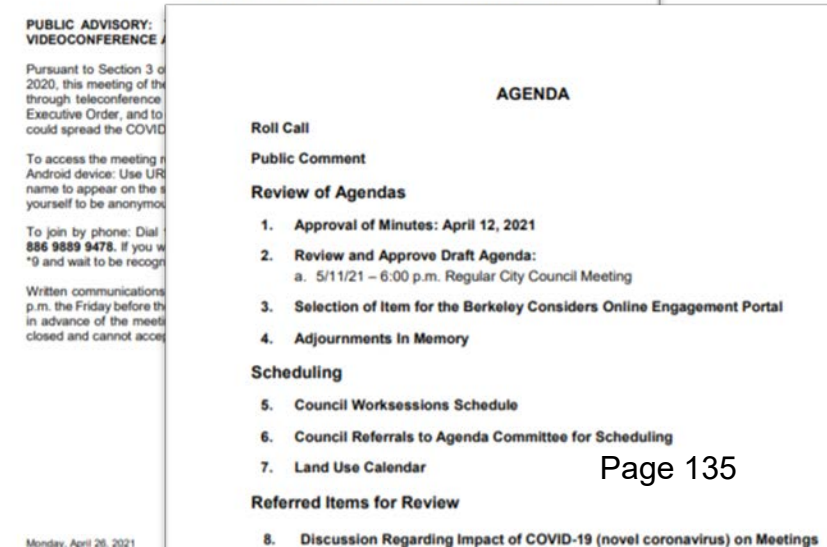 PUBLIC ADVISORY:
VIDEOCONFERENCE
Pursuant to Section 3
2020, this meeting of the
through teleconference
Executive Order, and to
could spread the COVID
To access the meeting
Android device: Use
name to appear on the
yourself to be
To join by phone: Dial
886 9889 9478. If you
*9 and wait to be
Written communications
p.m. the Friday before
in advance of the
closed and cannot
Monday, April 26, 2021
AGENDA
Roll Call
Public Comment
Review of Agendas
1. Approval of Minutes: April 12, 2021
2. Review and Approve Draft Agenda:
a. 5/11/21 – 6:00 p.m. Regular City Council Meeting
3. Selection of Item for the Berkeley Considers Online Engagement Portal
4. Adjournments In Memory
Scheduling
5. Council Worksessions Schedule
6. Council Referrals to Agenda Committee for Scheduling
7. Land Use Calendar
Page 135
Referred Items for Review
8. Discussion Regarding Impact of COVID-19 (novel coronavirus) on Meetings